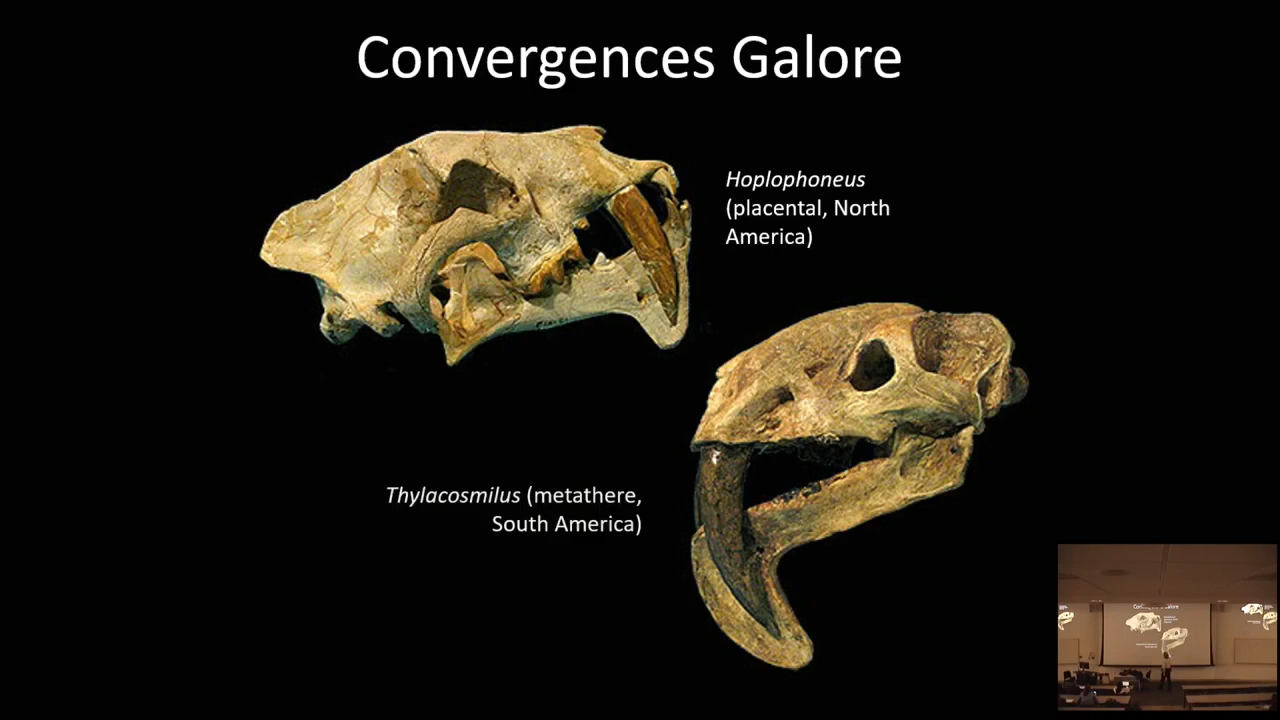 Convergences Galore
Hoplophoneus
(placental, North
America)
Thylacosmilus (metathere,
South America)